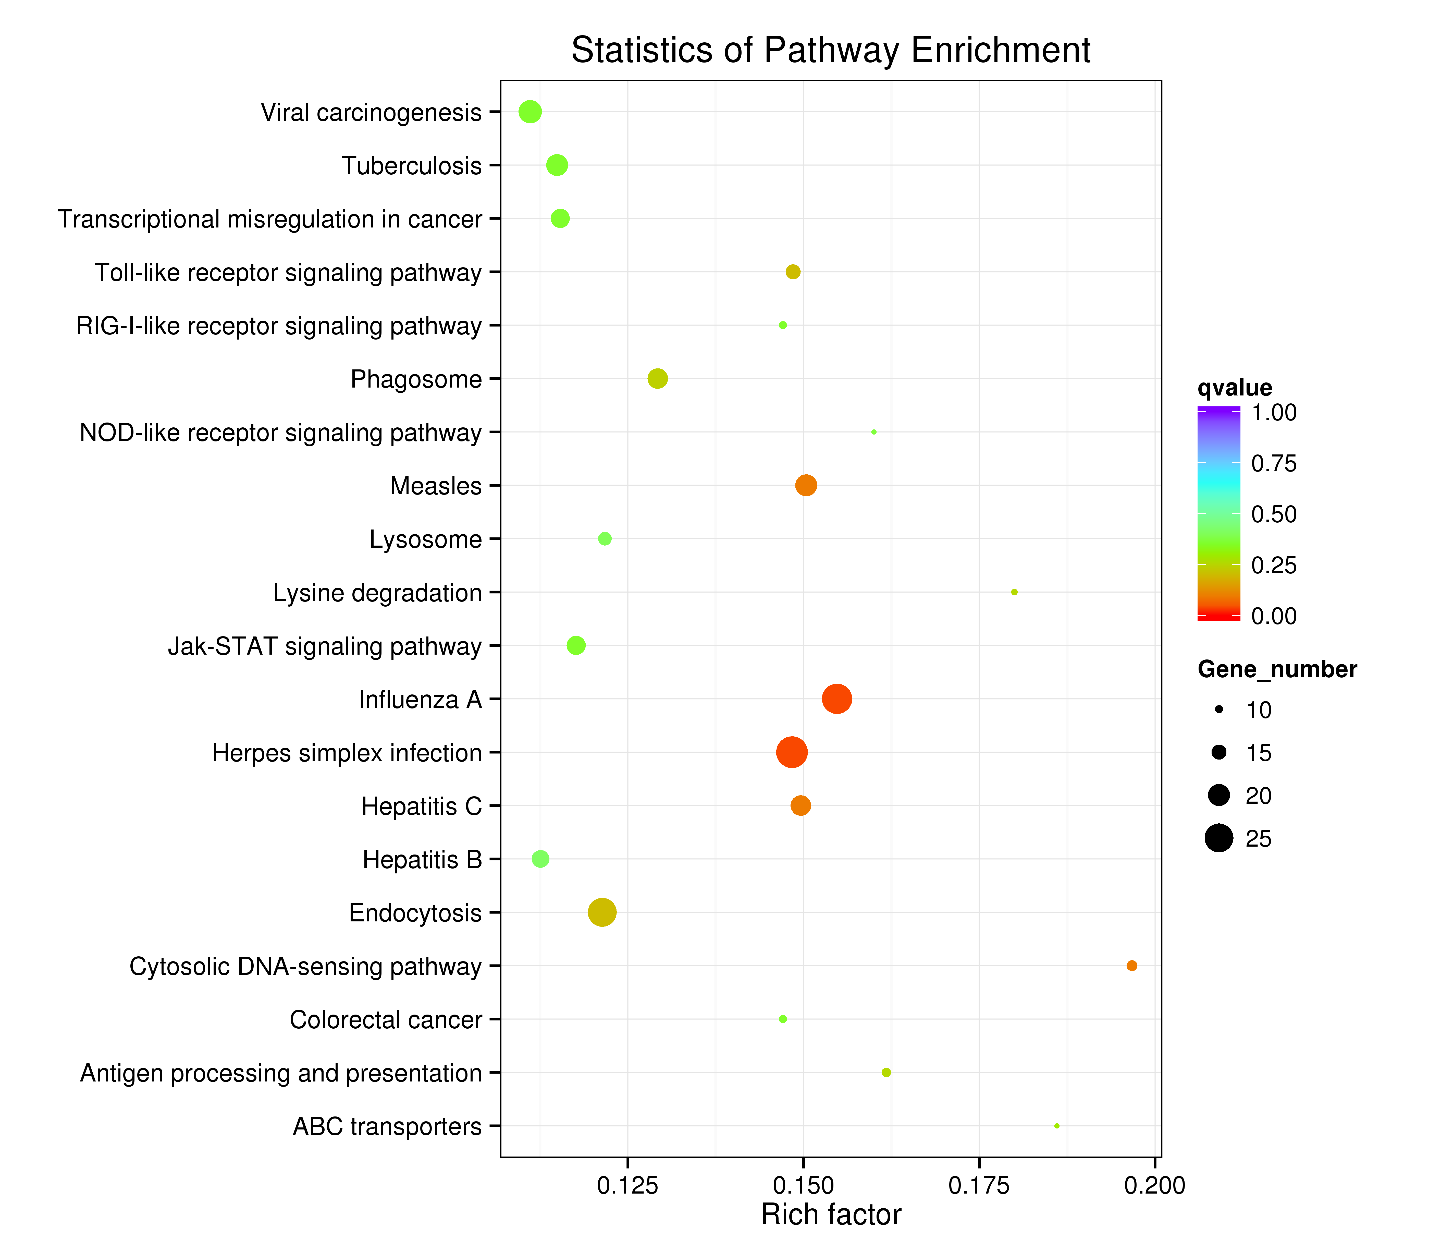 Statistics of Pathway Enrichment
Viral carcinogenesis
Tuberculosis
Transcriptional misregulation in cancer
Toll-like receptor signaling pathway
RIG-I-like receptor signaling pathway
Phagosome
NOD-like receptor signaling pathway
Measles
Lysosome
Lysine degradation
Jak-STAT signaling pathway
Influenza A
Herpes simplex infection
Hepatitis C
Hepatitis B
Endocytosis
Cytosolic DNA-sensing pathway
Colorectal cancer
Antigen processing and presentation
ABC transporters
0.125 0.150 0.175 0.200
Rich factor
qvalue
1.00
0.75
0.50
0.25
0.00
Gene_number
10
15
20
25